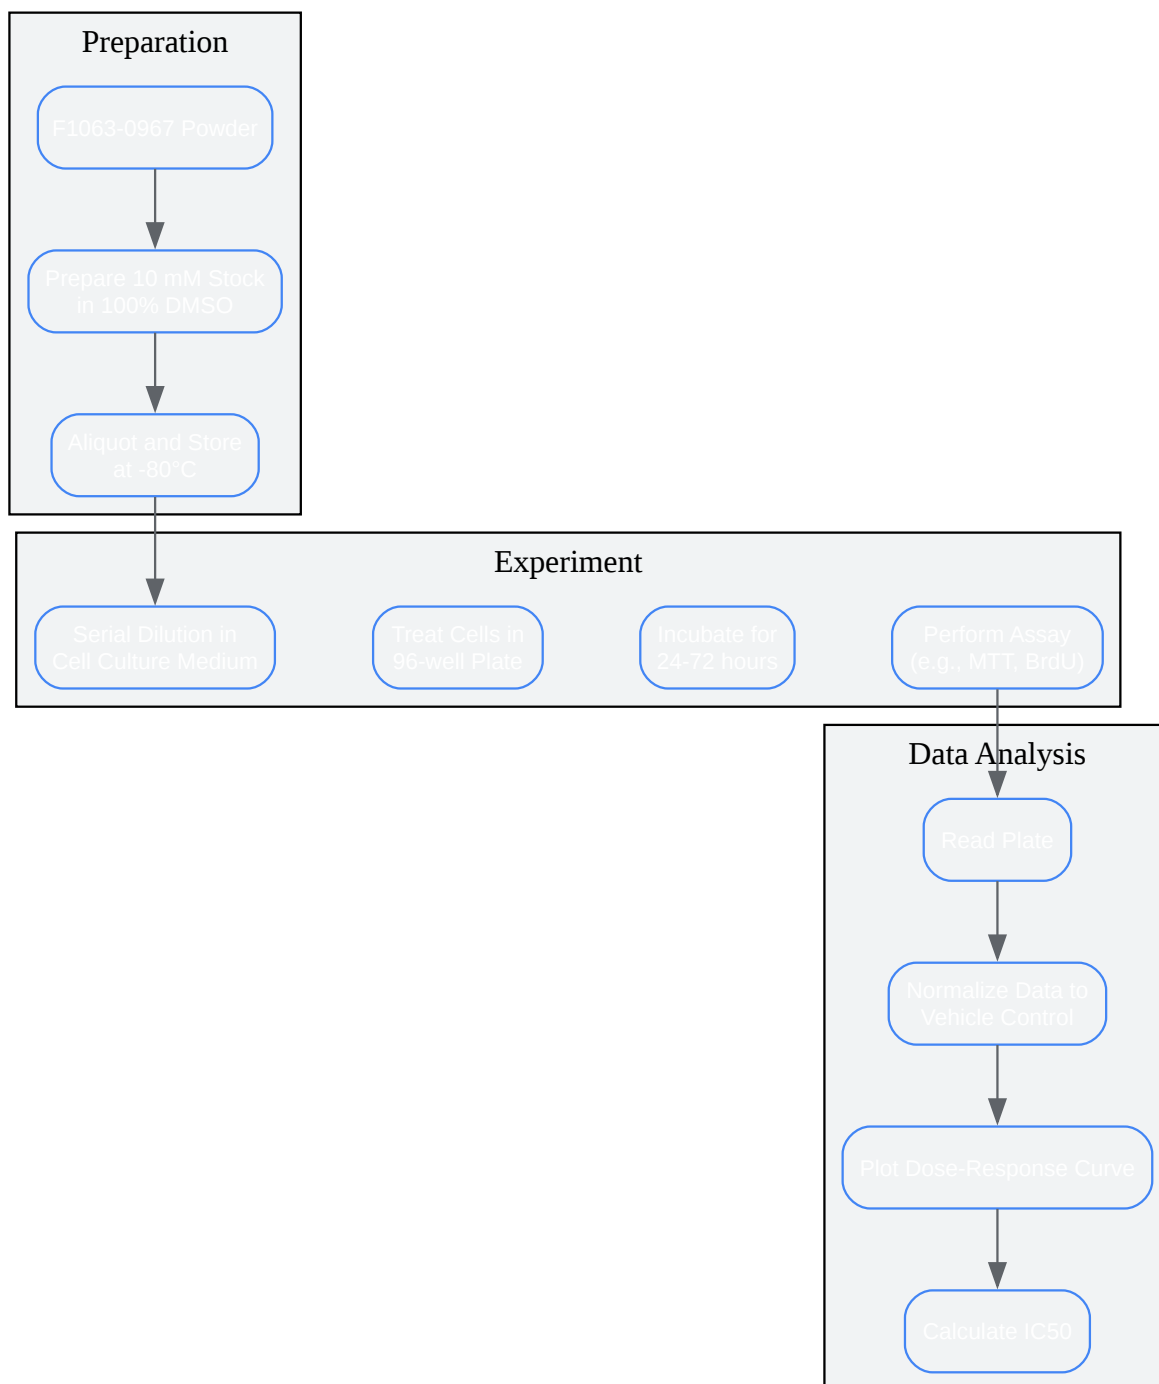 Preparation
F1063-0967 Powder
Prepare 10 mM Stock
in 100% DMSO
Aliquot and Store
at -80°C
Experiment
Serial Dilution in
Cell Culture Medium
Treat Cells in
96-well Plate
Incubate for
24-72 hours
Perform Assay
(e.g., MTT, BrdU)
Data Analysis
Read Plate
Normalize Data to
Vehicle Control
Plot Dose-Response Curve
Calculate IC50